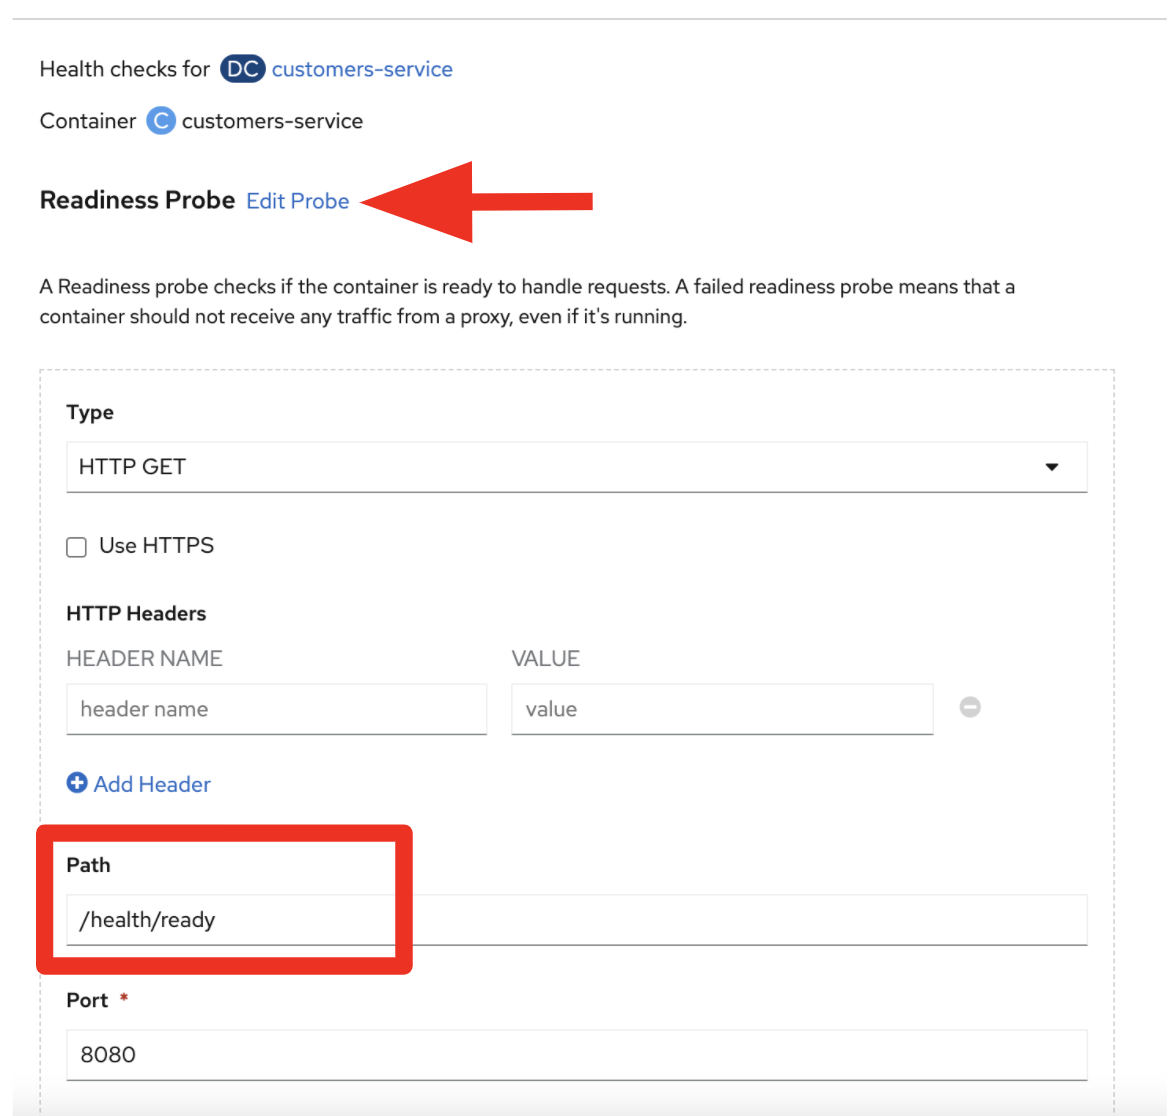 Health checks for DC customers-service
Container C customers-service
Readiness Probe Edit Probe
A Readiness probe checks if the container is ready to handle requests. A failed readiness probe means that a
container should not receive any traffic from a proxy, even if it's running.
Type
HTTP GET
Use HTTPS
HTTP Headers
HEADER NAME VALUE
header name value
Add Header
Path
/health/ready
Port *
8080